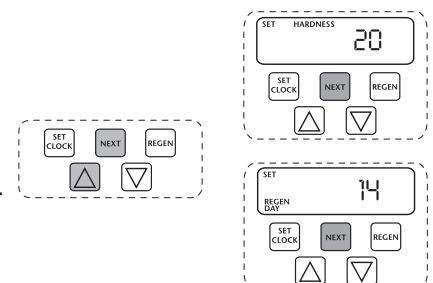 SET CLOCK NEXT REGEN
SET HARDNESS
20
SET CLOCK NEXT REGEN
SET
14
REGEN DAY
SET CLOCK NEXT REGEN